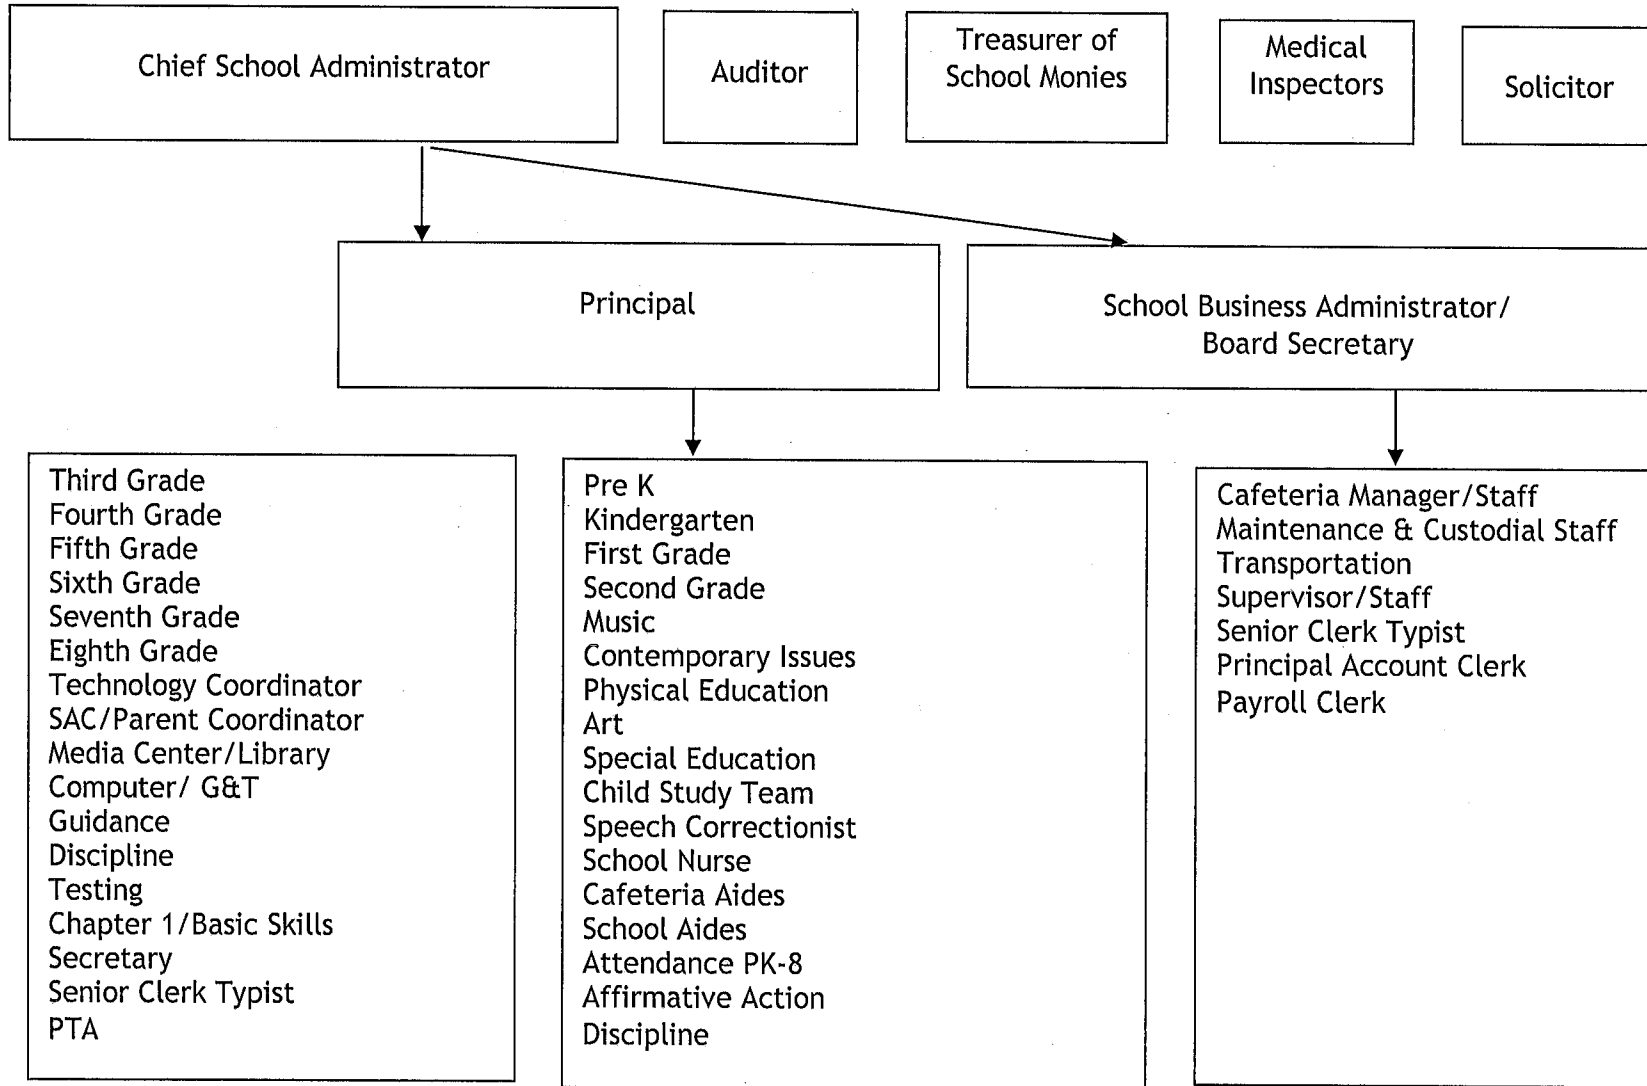 Chief School Administrator
Auditor
Treasurer of
School Monies
Medical
Inspectors
Solicitor
Principal
School Business Administrator/
Board Secretary
Third Grade
Fourth Grade
Fifth Grade
Sixth Grade
Seventh Grade
Eighth Grade
Technology Coordinator
SAC/Parent Coordinator
Media Center/Library
Computer/ G&T
Guidance
Discipline
Testing
Chapter 1/Basic Skills
Secretary
Senior Clerk Typist
PTA
Pre K
Kindergarten
First Grade
Second Grade
Music
Contemporary Issues
Physical Education
Art
Special Education
Child Study Team
Speech Correctionist
School Nurse
Cafeteria Aides
School Aides
Attendance PK-8
Affirmative Action
Discipline
Cafeteria Manager/Staff
Maintenance & Custodial Staff
Transportation
Supervisor/Staff
Senior Clerk Typist
Principal Account Clerk
Payroll Clerk